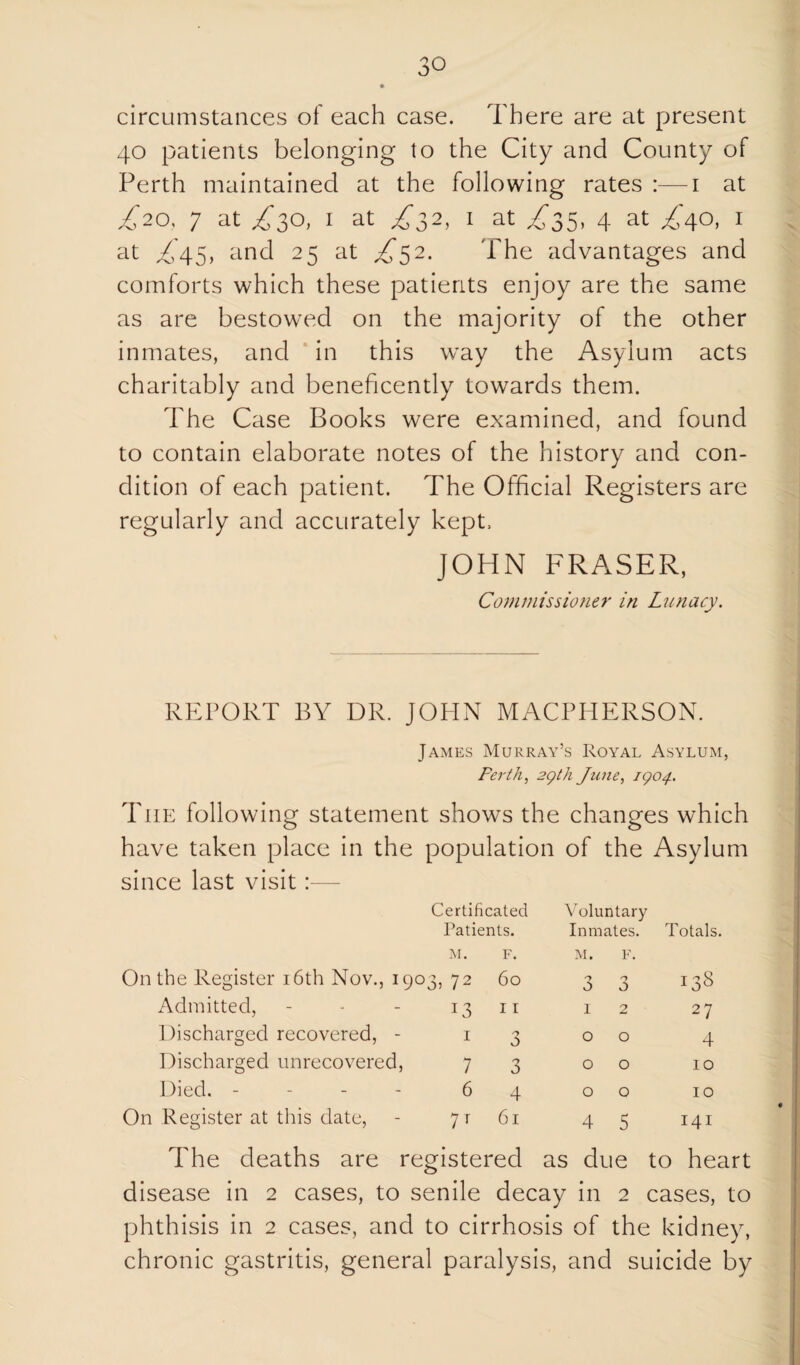 30
circumstances of each case. There are at present
40 patients belonging to the City and County of
Perth maintained at the following rates :—1 at
£20, 7 at £30, 1 at £32, 1 at £35, 4 at £40, 1
at £45, and 25 at £52. The advantages and
comforts which these patients enjoy are the same
as are bestowed on the majority of the other
inmates, and in this way the Asylum acts
charitably and beneficently towards them.
The Case Books were examined, and found
to contain elaborate notes of the history and con-
dition of each patient. The Official Registers are
regularly and accurately kept.
JOHN FRASER,
Commissioner in Lunacy.
REPORT BY DR. JOHN MACPHERSON.
James Murray's Royal Asylum,
Perth, 29th June, 1904.
The following statement shows the changes which
have taken place in the population of the Asylum
since last visit :—
Certificated Voluntary
Patients. Inmates. Totals.
M. F. M. F.
On the Register 16th Nov., 1903, 72 60 3 3 138
Admitted, - - - 13 11 1 2 27
Discharged recovered, - 1 3 0 0 4
Discharged unrecovered, 7 3 0 0 10
Died. - - - - 6 4 0 0 10
On Register at this date, - 71 61 4 5 141
The deaths are registered as due to heart
disease in 2 cases, to senile decay in 2 cases, to
phthisis in 2 cases, and to cirrhosis of the kidney,
chronic gastritis, general paralysis, and suicide by